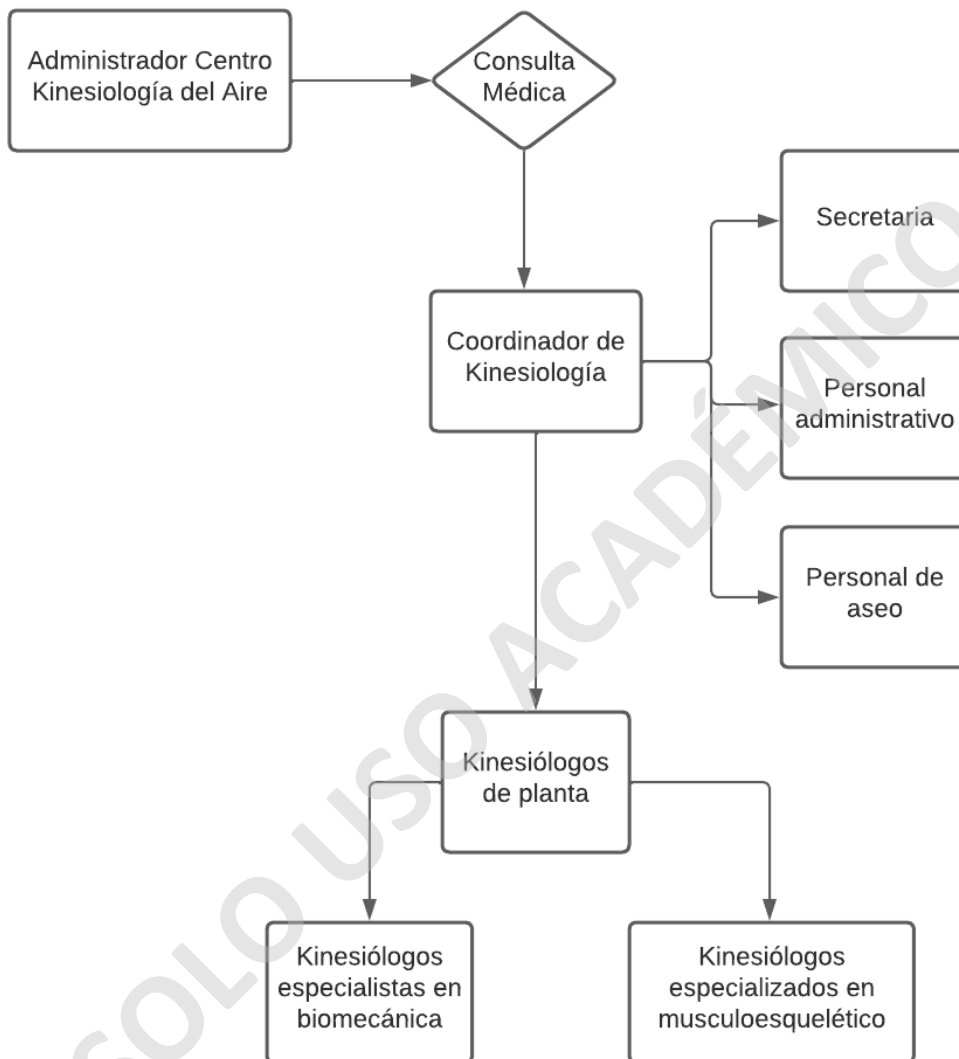 Administrador Centro
Kinesiología del Aire
Consulta
Médica
Secretaria
Coordinador de
Kinesiología
Personal
administrativo
Personal de
aseo
Kinesiólogos
de planta
Kinesiólogos
especialistas en
biomecánica
Kinesiólogos
especializados en
musculoesquelético
SOLO USO ACADÉMICO